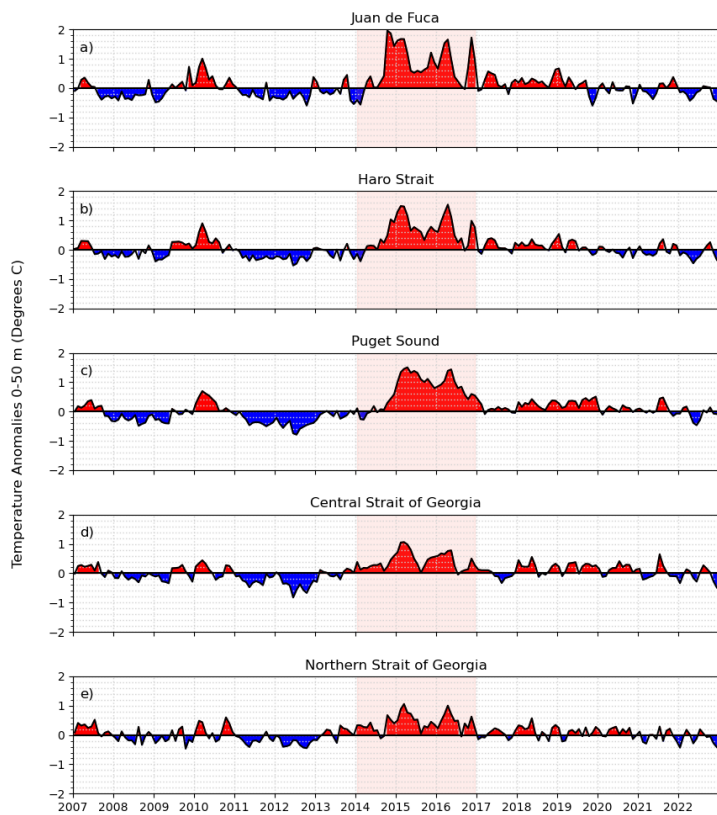 Juan de Fuca
a)
2
1
0
−1
−2
Haro Strait
b)
2
1
0
−1
−2
Puget Sound
c)
2
1
0
−1
−2
Central Strait of Georgia
d)
2
1
0
−1
−2
Northern Strait of Georgia
e)
2
1
0
−1
−2
2007 2008 2009 2010 2011 2012 2013 2014 2015 2016 2017 2018 2019 2020 2021 2022
Temperature Anomalies 0-50 m (Degrees C)